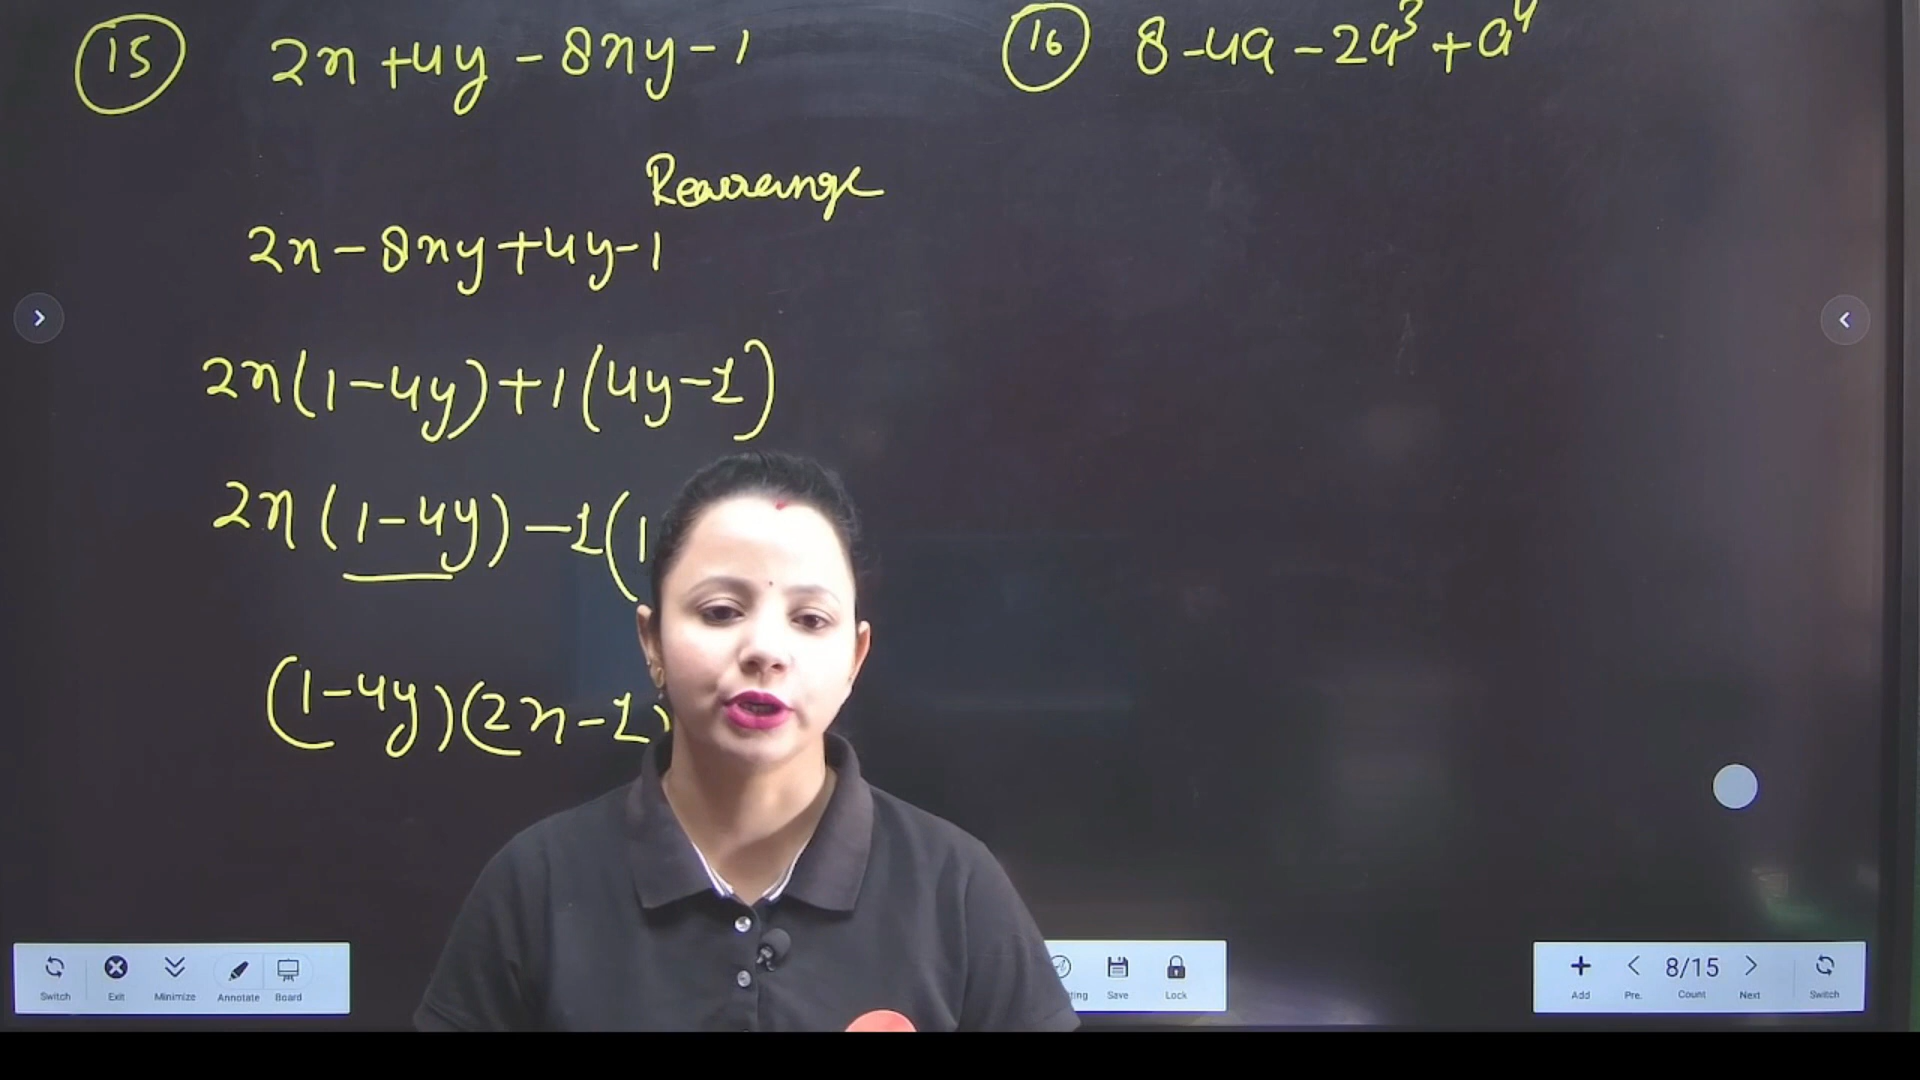 15 2x+4y-8xy-1
16 8-4a-2a³+a⁴
Rearrange
2x-8xy+4y-1
2x(1-4y)+1(4y-1)
2x(1-4y)-1(1
(1-4y)(2x-1)
Switch Exit Minimize Annotate Board
Save Lock
Add Pre. 8/15 Count Next Switch